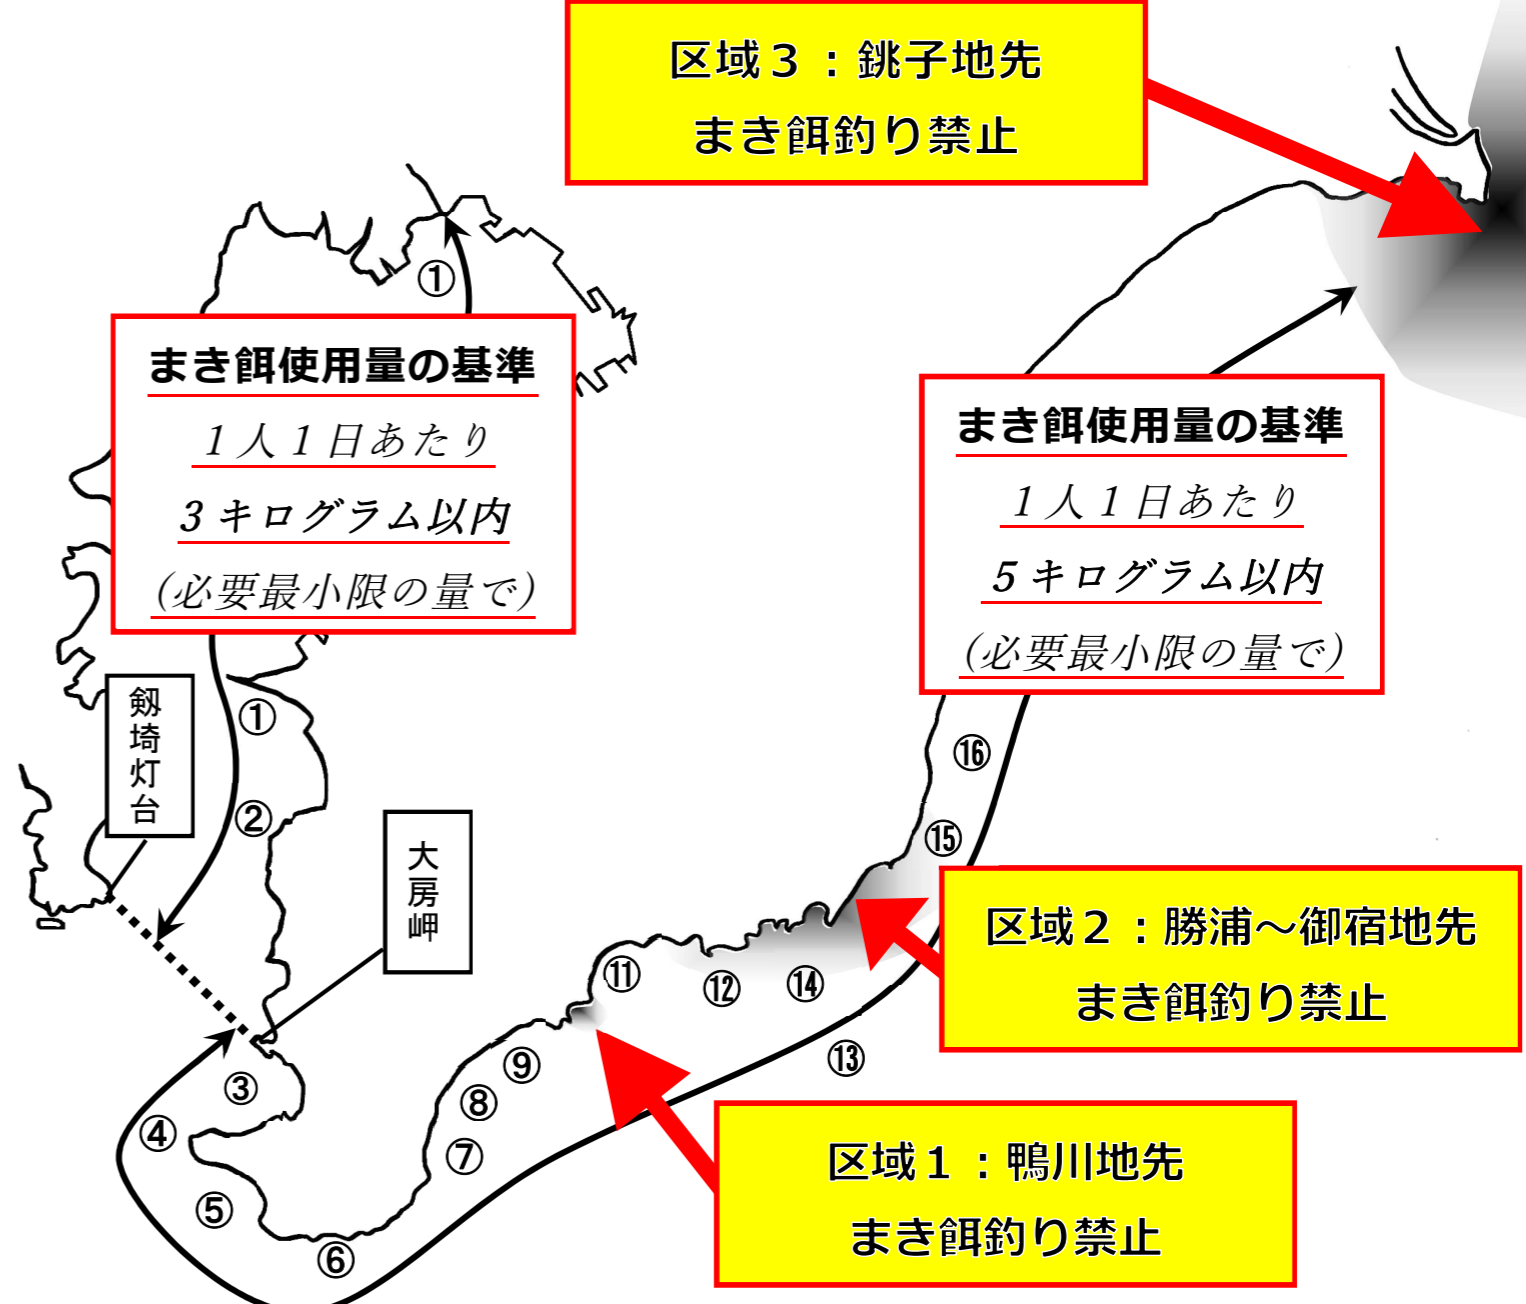 区域３：銚子地先
まき餌釣り禁止
①
まき餌使用量の基準
１人１日あたり
３キログラム以内
(必要最小限の量で)
まき餌使用量の基準
１人１日あたり
５キログラム以内
(必要最小限の量で)
剱埼灯台
①
②
大房岬
⑯
⑮
区域２：勝浦～御宿地先
まき餌釣り禁止
⑪
⑫
⑭
⑬
⑨
⑧
⑦
③
④
⑤
⑥
区域１：鴨川地先
まき餌釣り禁止